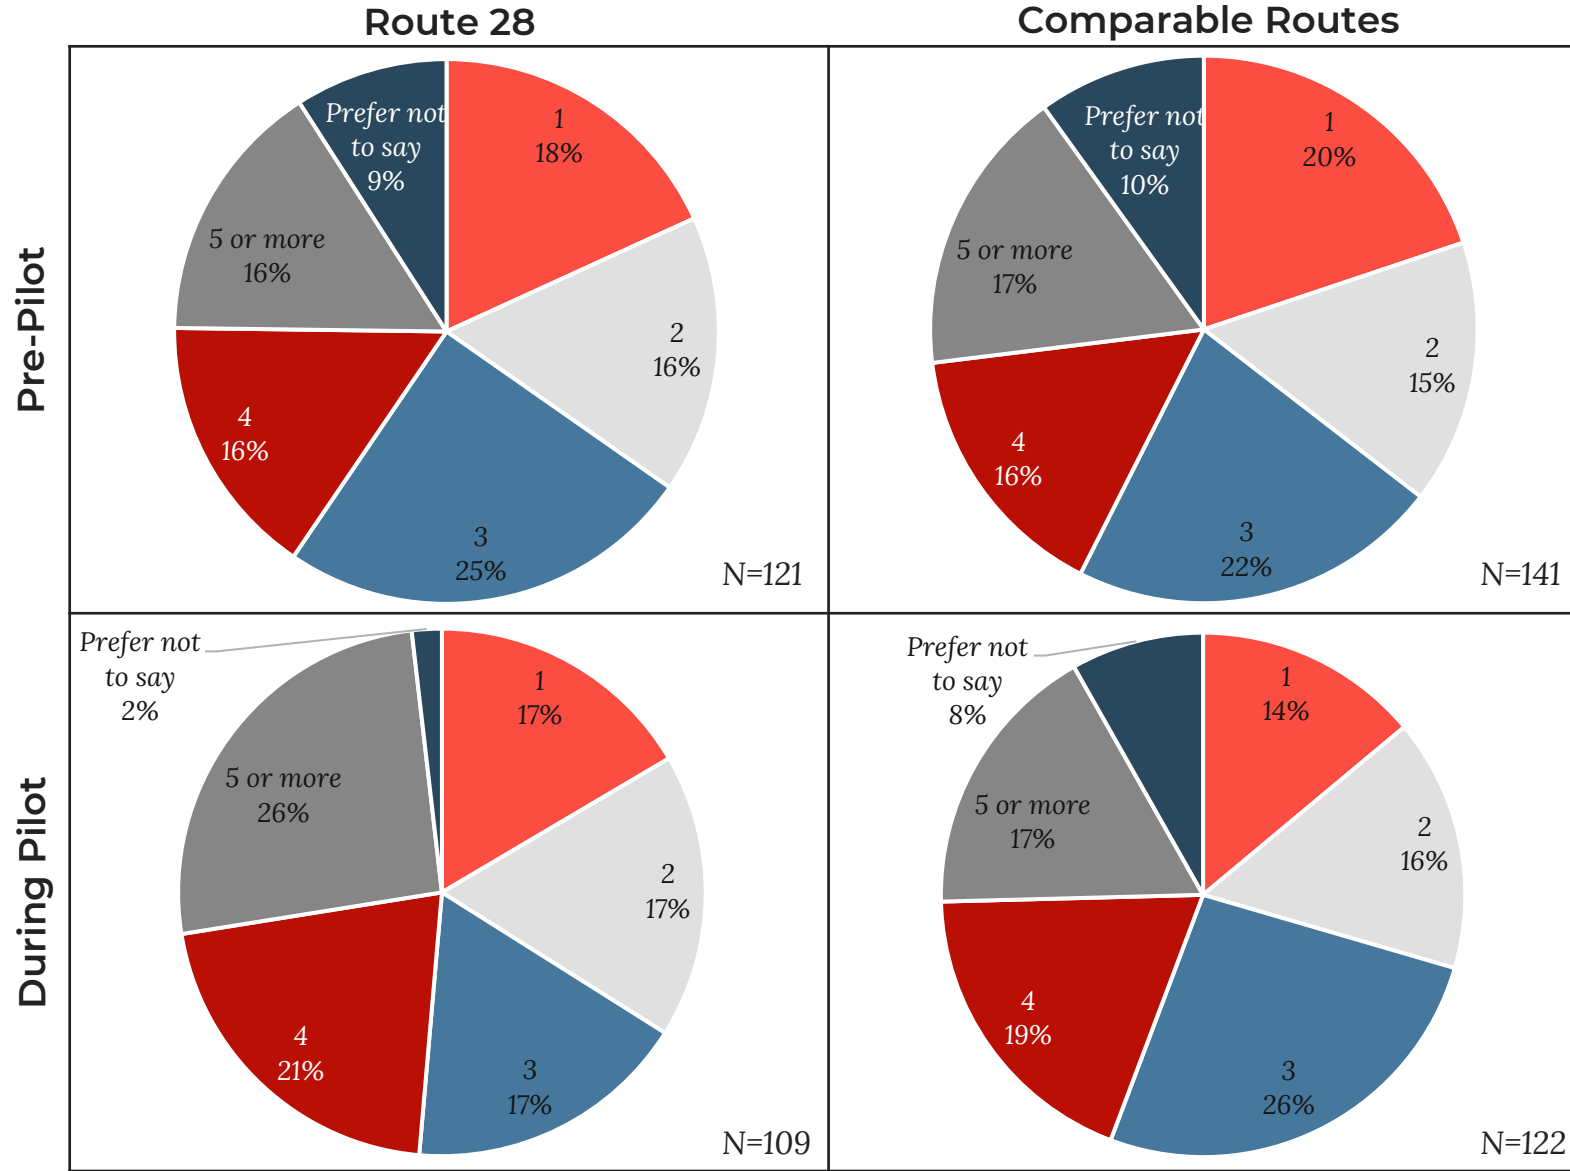 Route 28
Comparable Routes
Pre-Pilot
Prefer not
to say
9%
1
18%
2
16%
3
25%
4
16%
5 or more
16%
N=121
Prefer not
to say
10%
1
20%
2
15%
3
22%
4
16%
5 or more
17%
N=141
During Pilot
Prefer not
to say
2%
1
17%
2
17%
3
17%
4
21%
5 or more
26%
N=109
Prefer not
to say
8%
1
14%
2
16%
3
26%
4
19%
5 or more
17%
N=122